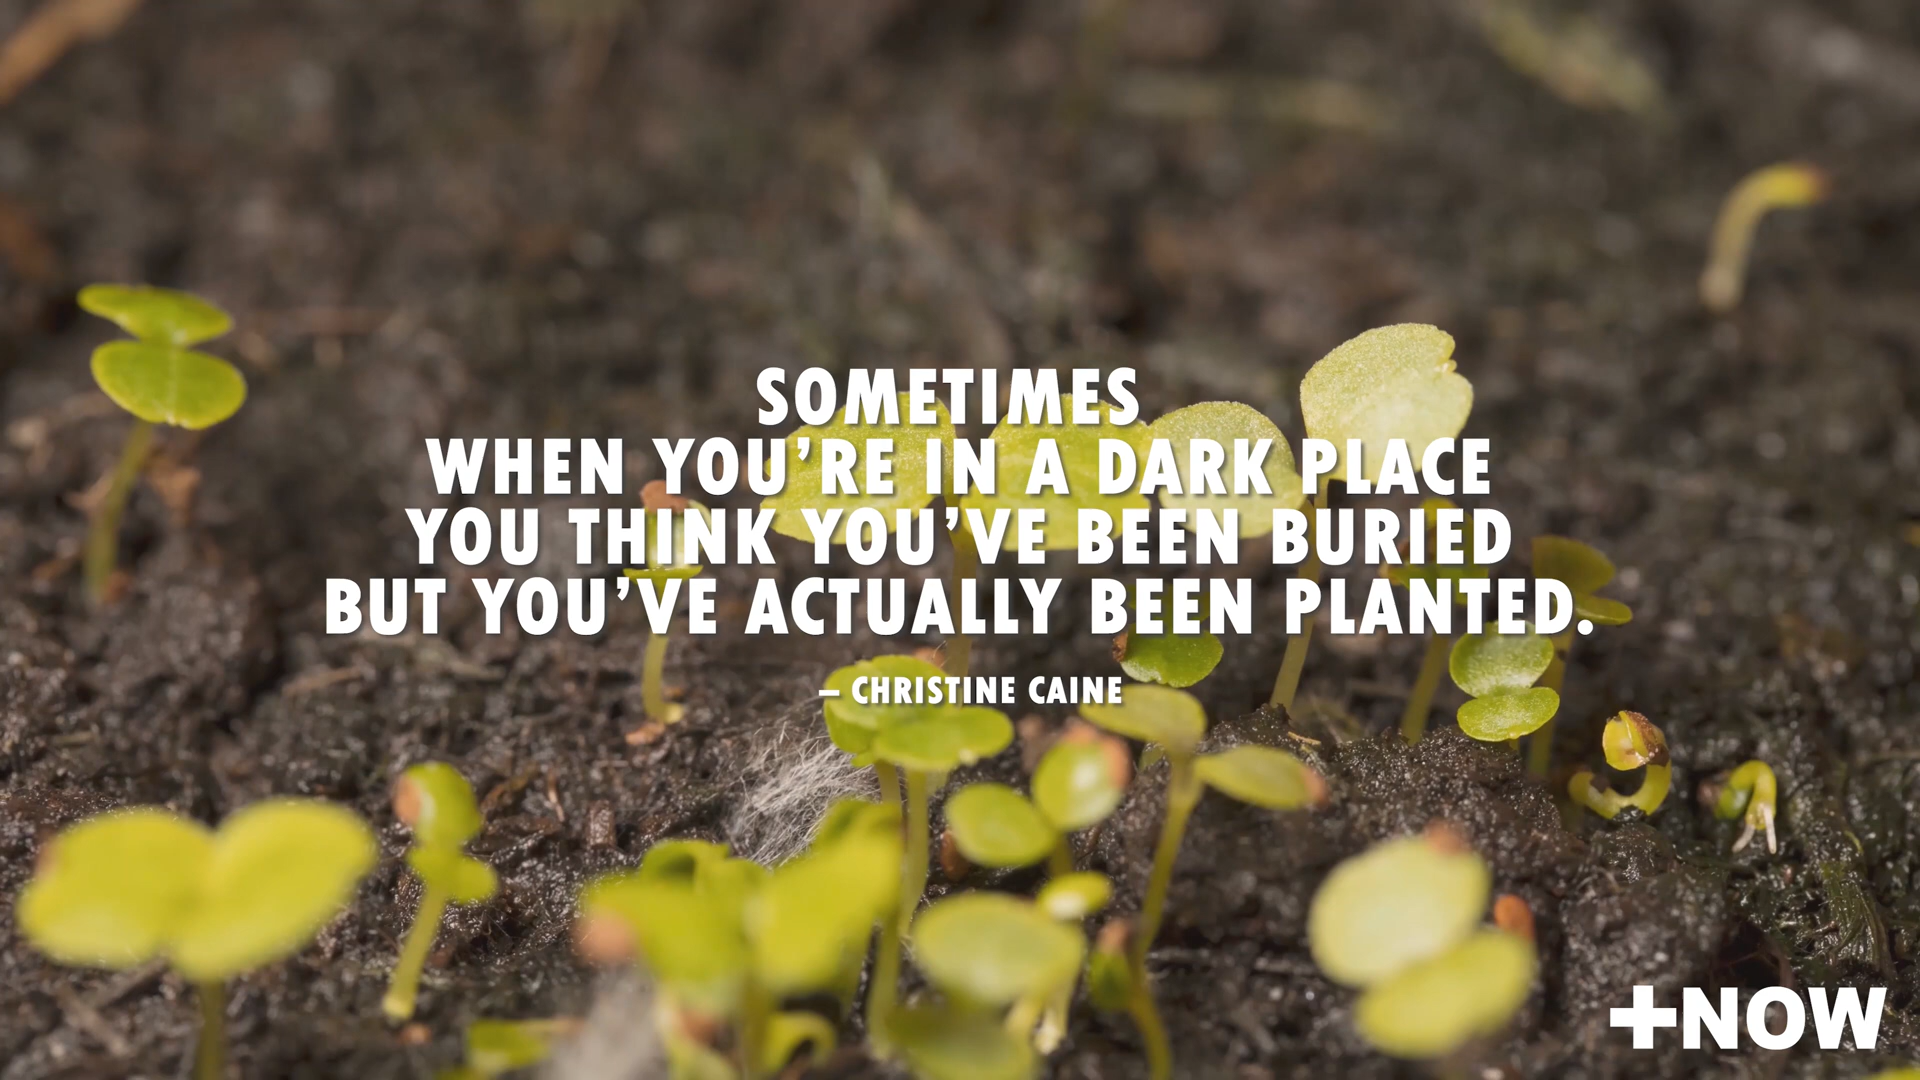 SOMETIMES
WHEN YOU’RE IN A DARK PLACE
YOU THINK YOU’VE BEEN BURIED
BUT YOU’VE ACTUALLY BEEN PLANTED.
– CHRISTINE CAINE
+NOW